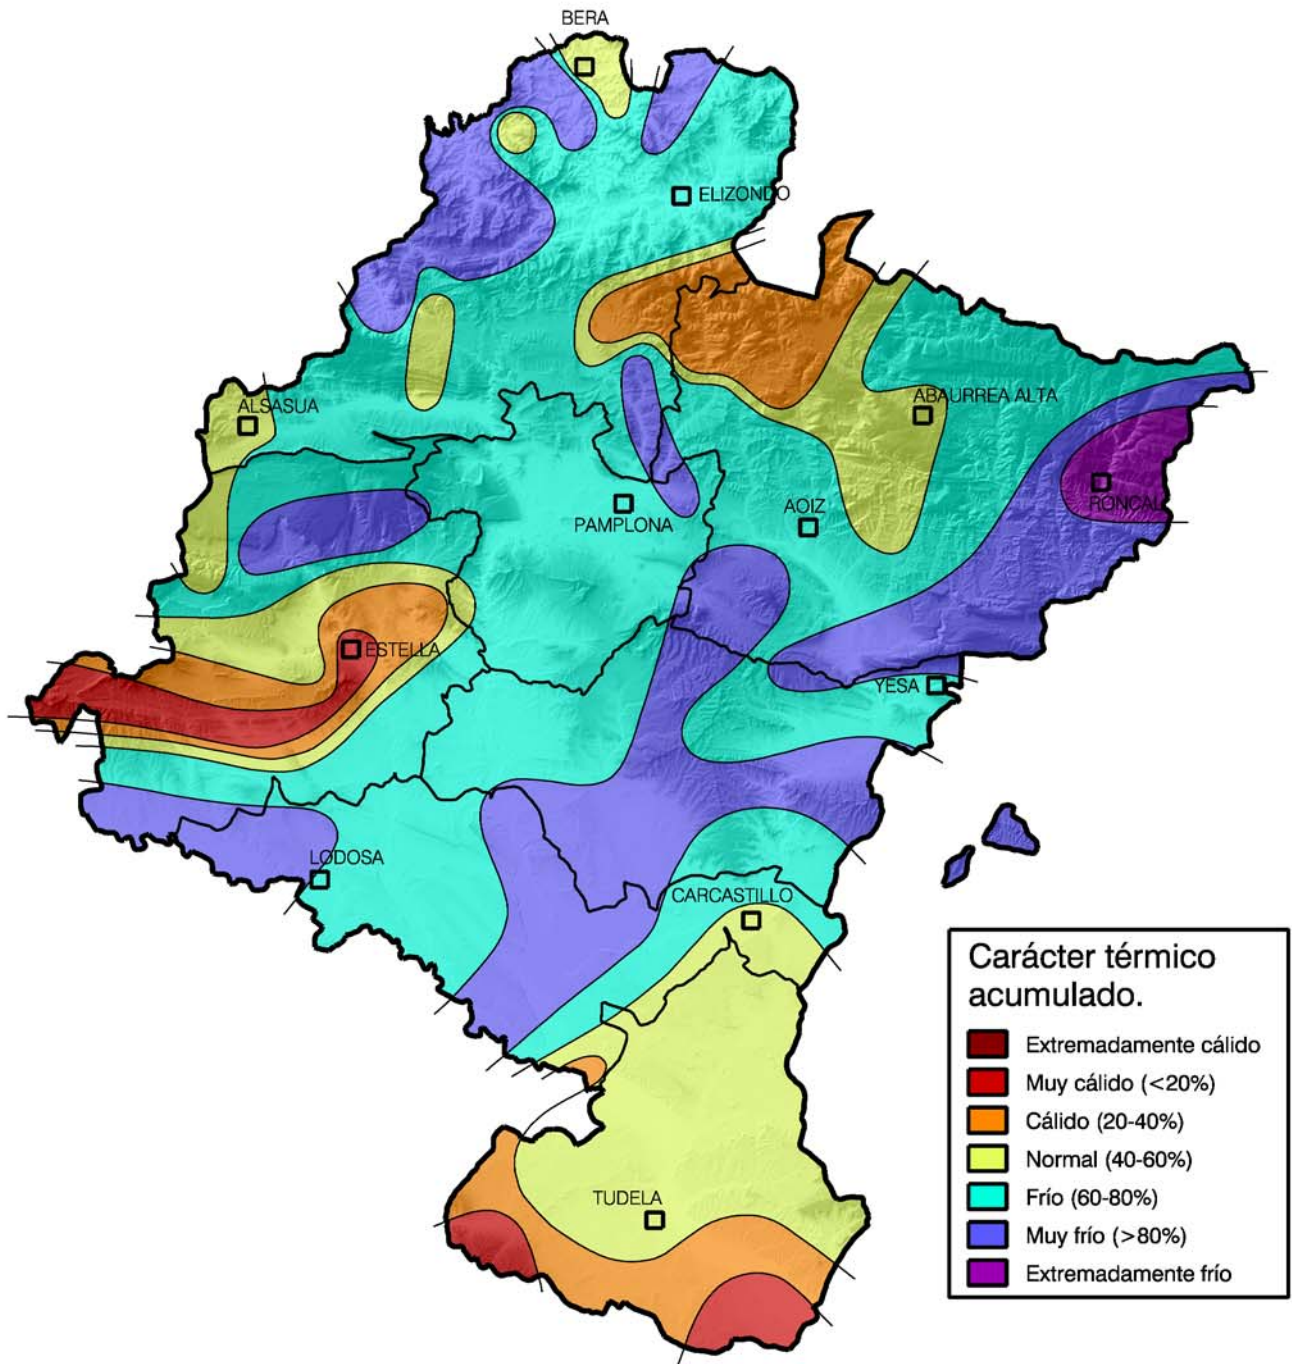 BERA
ELIZONDO
ALSASUA
ABAURREA ALTA
RONCAL
PAMPLONA
AOIZ
ESTELLA
YESA
LODOSA
CARCASTILLO
TUDELA
Carácter térmico
acumulado.
Extremadamente cálido
Muy cálido (<20%)
Cálido (20-40%)
Normal (40-60%)
Frío (60-80%)
Muy frío (>80%)
Extremadamente frío